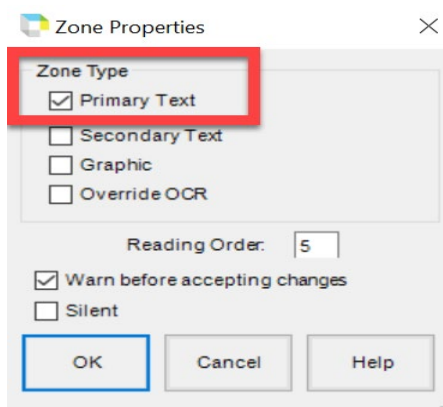 Zone Properties
Zone Type
Primary Text
Secondary Text
Graphic
Override OCR
Reading Order: 5
Warn before accepting changes
Silent
OK Cancel Help